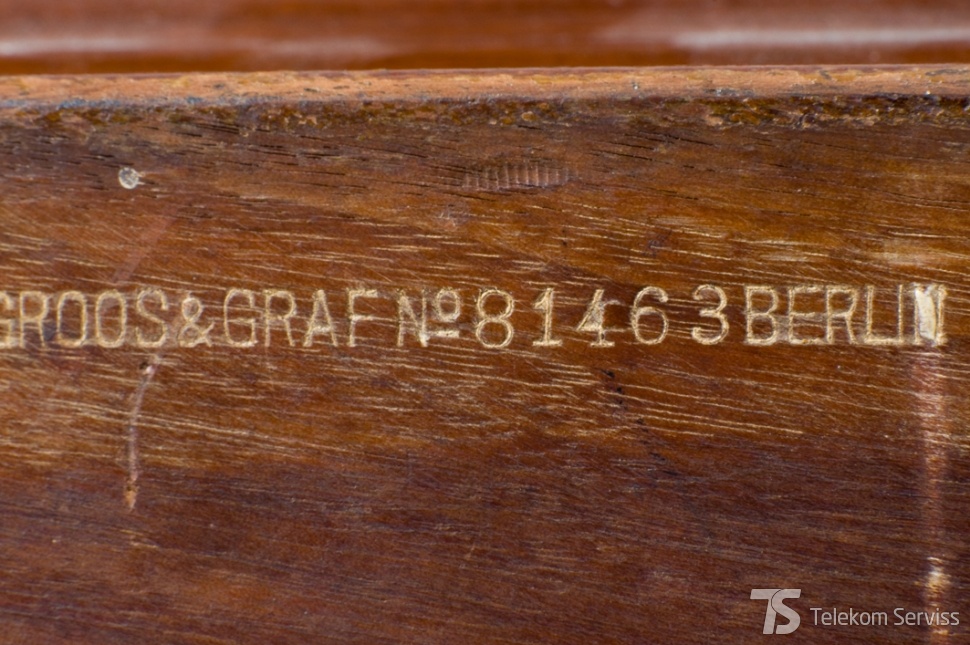 GROOS&GRAF Nº 81463 BERLIN
TS Telekom Serviss